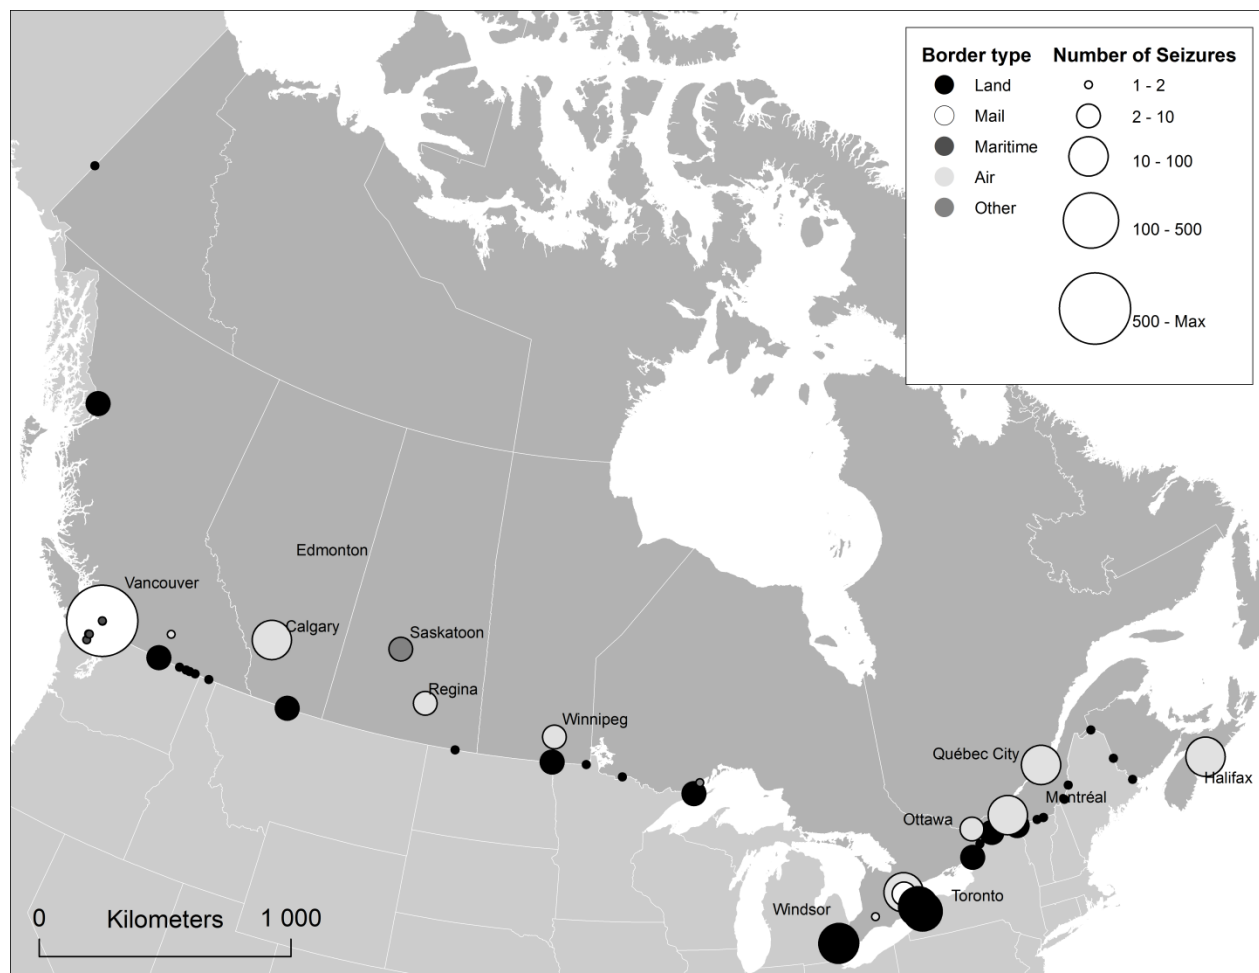 Border type
Number of Seizures
Land
1 - 2
Mail
2 - 10
Maritime
10 - 100
Air
Other
100 - 500
500 - Max
Edmonton
Vancouver
Calgary
Saskatoon
Regina
Winnipeg
Québec City
Halifax
Montréal
Ottawa
Toronto
Windsor
0 Kilometers 1 000